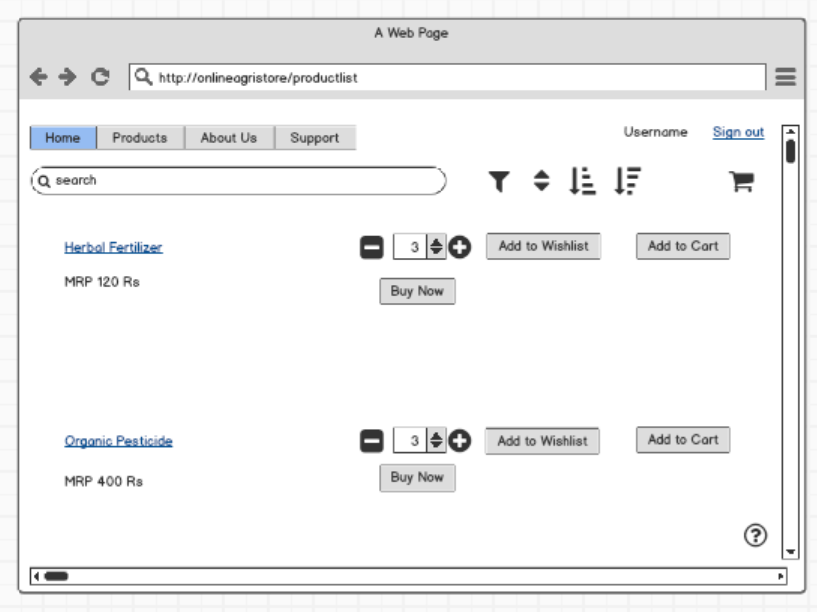 A Web Page
http://onlineagristore/productlist
Home Products About Us Support Username Sign out
search
Herbal Fertilizer 3 Add to Wishlist Add to Cart
MRP 120 Rs Buy Now
Organic Pesticide 3 Add to Wishlist Add to Cart
MRP 400 Rs Buy Now
?